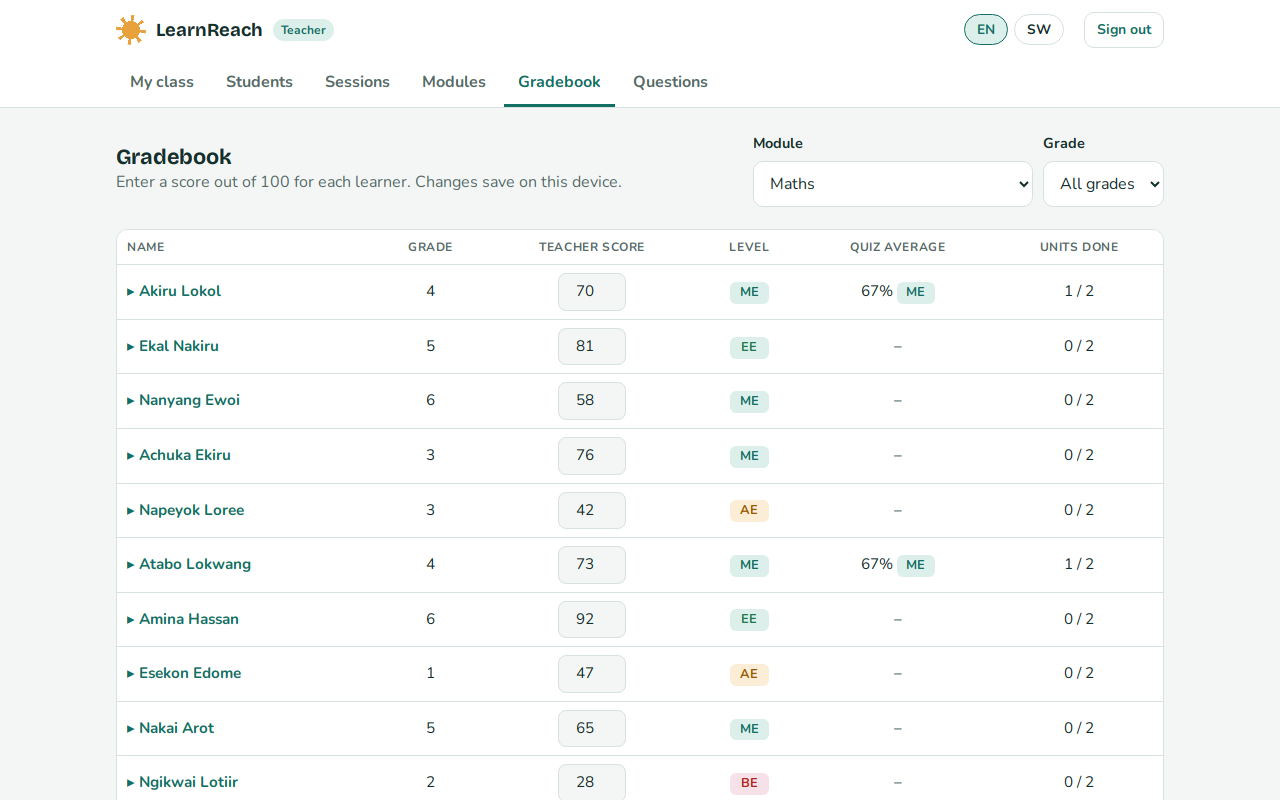 LearnReach Teacher EN SW Sign out
My class Students Sessions Modules Gradebook Questions
Module Grade
Gradebook
Enter a score out of 100 for each learner. Changes save on this device.
Maths All grades
NAME GRADE TEACHER SCORE LEVEL QUIZ AVERAGE UNITS DONE
▸ Akiru Lokol 4 70 ME 67% ME 1 / 2
▸ Ekal Nakiru 5 81 EE – 0 / 2
▸ Nanyang Ewoi 6 58 ME – 0 / 2
▸ Achuka Ekiru 3 76 ME – 0 / 2
▸ Napeyok Loree 3 42 AE – 0 / 2
▸ Atabo Lokwang 4 73 ME 67% ME 1 / 2
▸ Amina Hassan 6 92 EE – 0 / 2
▸ Esekon Edome 1 47 AE – 0 / 2
▸ Nakai Arot 5 65 ME – 0 / 2
▸ Ngikwai Lotiir 2 28 BE – 0 / 2